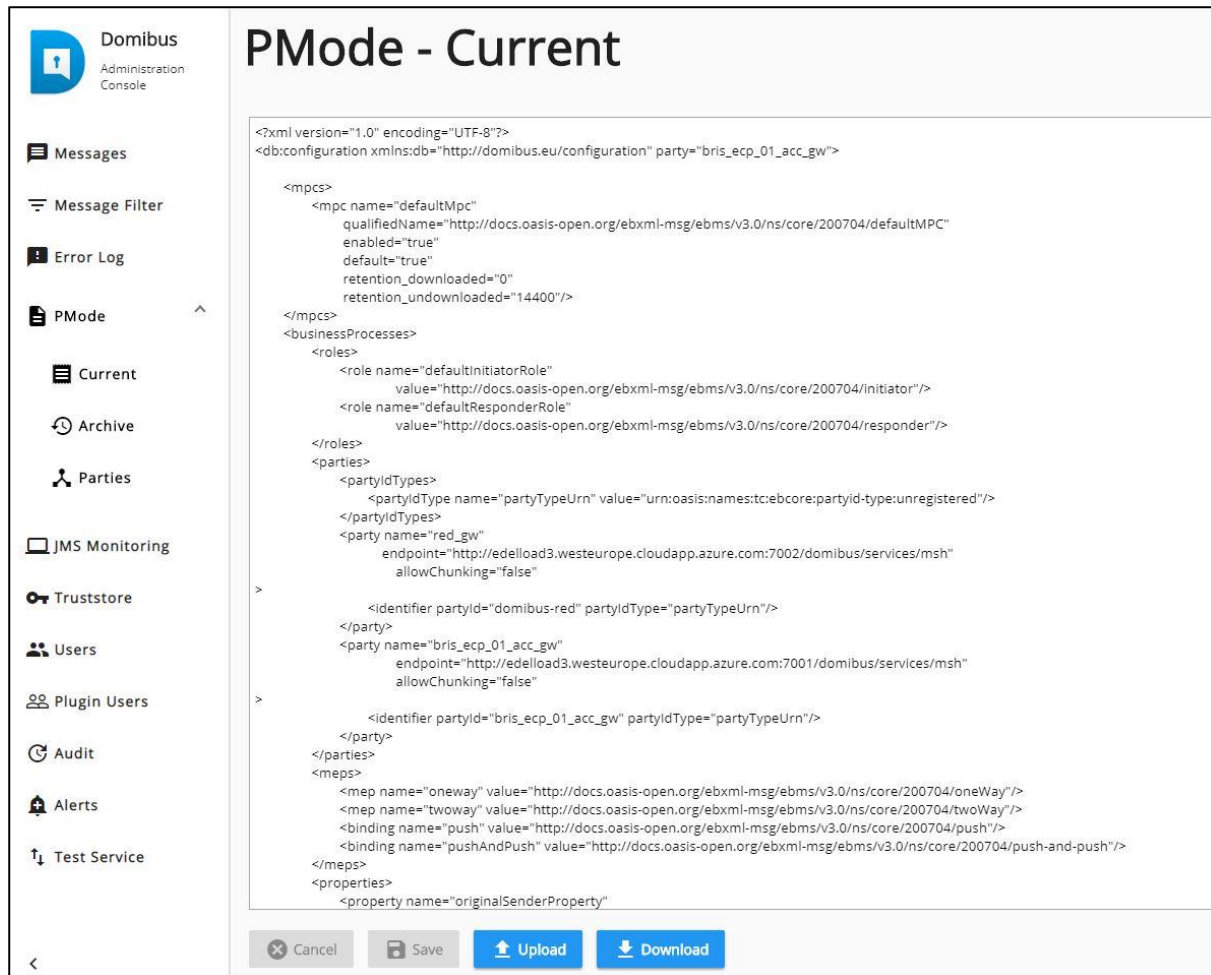 Domibus
Administration
Console
Messages
Message Filter
Error Log
PMode
Current
Archive
Parties
JMS Monitoring
Truststore
Users
Plugin Users
Audit
Alerts
Test Service
PMode - Current
<?xml version="1.0" encoding="UTF-8"?>
<db:configuration xmlns:db="http://domibus.eu/configuration" party="bris_ecp_01_acc_gw">
<mpcs>
<mpc name="defaultMpc"
qualifiedName="http://docs.oasis-open.org/ebxml-msg/ebms/v3.0/ns/core/200704/defaultMPC"
enabled="true"
default="true"
retention_downloaded="0"
retention_undownloaded="14400"/>
</mpcs>
<businessProcesses>
<roles>
<role name="defaultInitiatorRole"
value="http://docs.oasis-open.org/ebxml-msg/ebms/v3.0/ns/core/200704/initiator"/>
<role name="defaultResponderRole"
value="http://docs.oasis-open.org/ebxml-msg/ebms/v3.0/ns/core/200704/responder"/>
</roles>
<parties>
<partyIdTypes>
<partyIdType name="partyTypeUrn" value="urn:oasis:names:tc:ebcore:partyid-type:unregistered"/>
</partyIdTypes>
<party name="red_gw"
endpoint="http://edelload3.westeurope.cloudapp.azure.com:7002/domibus/services/msh"
allowChunking="false"
>
<identifier partyId="domibus-red" partyIdType="partyTypeUrn"/>
</party>
<party name="bris_ecp_01_acc_gw"
endpoint="http://edelload3.westeurope.cloudapp.azure.com:7001/domibus/services/msh"
allowChunking="false"
>
<identifier partyId="bris_ecp_01_acc_gw" partyIdType="partyTypeUrn"/>
</party>
</parties>
<meps>
<mep name="oneway" value="http://docs.oasis-open.org/ebxml-msg/ebms/v3.0/ns/core/200704/oneWay"/>
<mep name="twoway" value="http://docs.oasis-open.org/ebxml-msg/ebms/v3.0/ns/core/200704/twoWay"/>
<binding name="push" value="http://docs.oasis-open.org/ebxml-msg/ebms/v3.0/ns/core/200704/push"/>
<binding name="pushAndPush" value="http://docs.oasis-open.org/ebxml-msg/ebms/v3.0/ns/core/200704/push-and-push"/>
</meps>
<properties>
<property name="originalSenderProperty"
Cancel
Save
Upload
Download